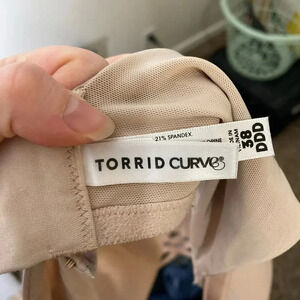 21% SPANDEX.
TORRID CURVE®
38
DDD